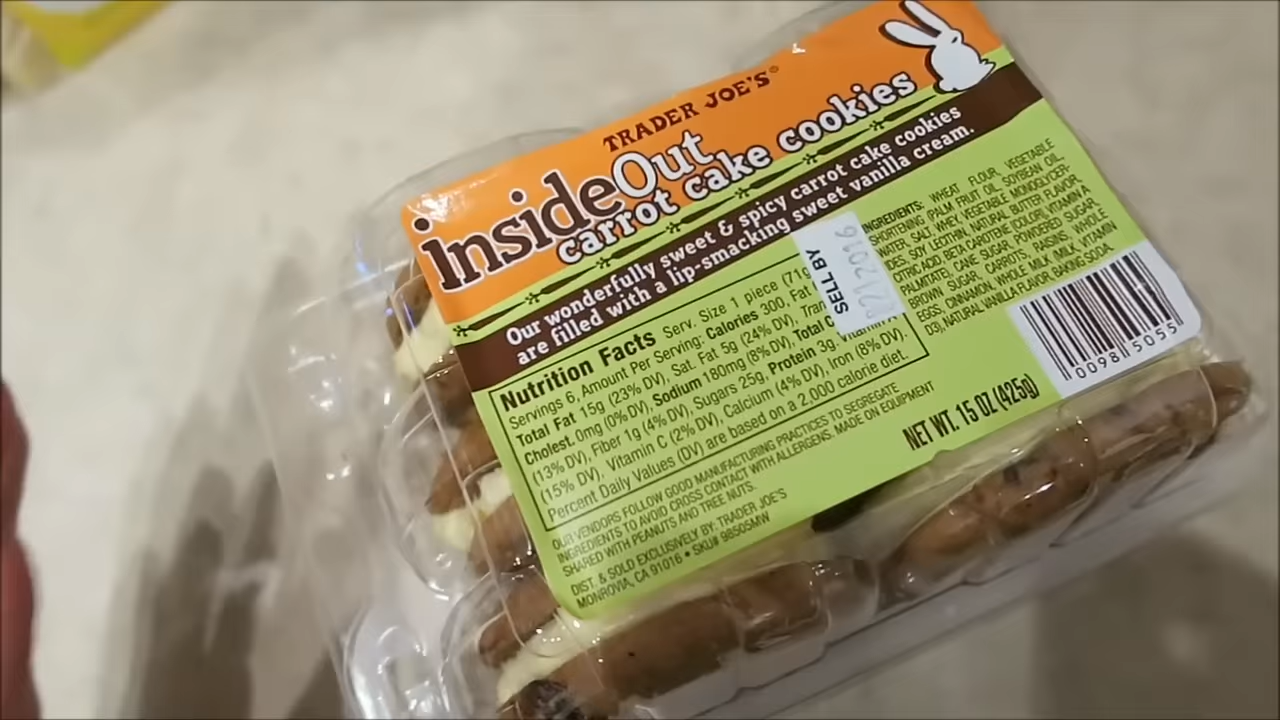 TRADER JOE'S
insideOut
carrot cake cookies
Our wonderfully sweet & spicy carrot cake cookies
are filled with a lip-smacking sweet vanilla cream.
Nutrition Facts Serv. Size 1 piece (71g
Servings 6, Amount Per Serving: Calories 300, Fat
Total Fat 15g (23% DV), Sat. Fat 5g (24% DV),
Cholest. 0mg (0% DV), Sodium 180mg (8% DV), Total
(13% DV), Fiber 1g (4% DV), Sugars 25g, Protein 3g,
(15% DV), Vitamin C (2% DV), Calcium (4% DV), Iron (8% DV).
Percent Daily Values (DV) are based on a 2,000 calorie diet.
OUR VENDORS FOLLOW GOOD MANUFACTURING PRACTICES TO SEGREGATE
INGREDIENTS TO AVOID CROSS CONTACT WITH ALLERGENS. MADE ON EQUIPMENT
SHARED WITH PEANUTS AND TREE NUTS.
DIST. & SOLD EXCLUSIVELY BY: TRADER JOE'S
MONROVIA, CA 91016 • SKU# 98505MW
SELL BY
INGREDIENTS: WHEAT FLOUR, VEGETABLE
SHORTENING (PALM FRUIT OIL, SOYBEAN OIL,
WATER, SALT, WHEY, VEGETABLE MONOGLYCER-
IDES, SOY LECITHIN, NATURAL BUTTER FLAVOR,
CITRIC ACID, BETA CAROTENE (COLOR), VITAMIN A
PALMITATE), CANE SUGAR, POWDERED SUGAR,
BROWN SUGAR, CARROTS, RAISINS, WHOLE
EGGS, CINNAMON, WHOLE MILK (MILK, VITAMIN
D3), NATURAL VANILLA FLAVOR, BAKING SODA.
0098 5055
NET WT. 15 OZ (425g)